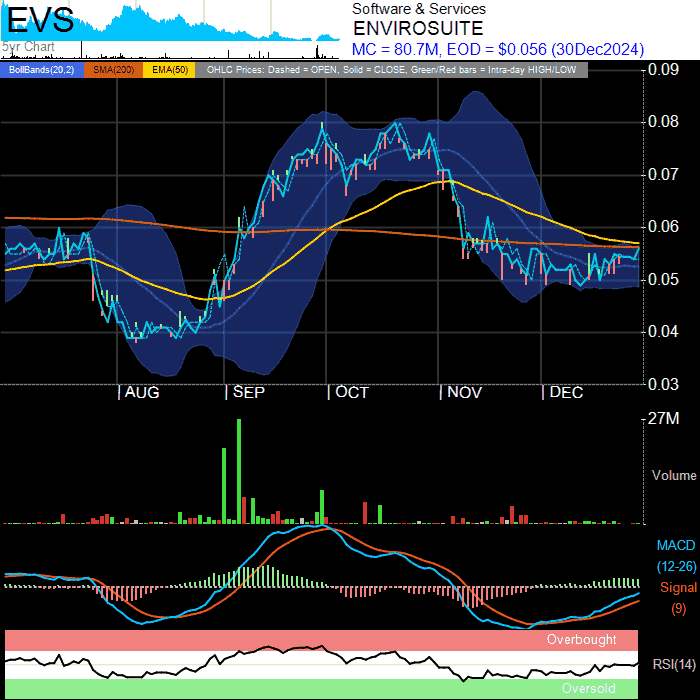 EVS
5yr Chart
Software & Services
ENVIROSUITE
MC = 80.7M, EOD = $0.056 (30Dec2024)
BollBands(20,2) SMA(200) EMA(50) OHLC Prices: Dashed = OPEN, Solid = CLOSE, Green/Red bars = Intra-day HIGH/LOW
0.09
0.08
0.07
0.06
0.05
0.04
0.03
AUG SEP OCT NOV DEC
27M
Volume
MACD
(12-26)
Signal
(9)
Overbought
RSI(14)
Oversold